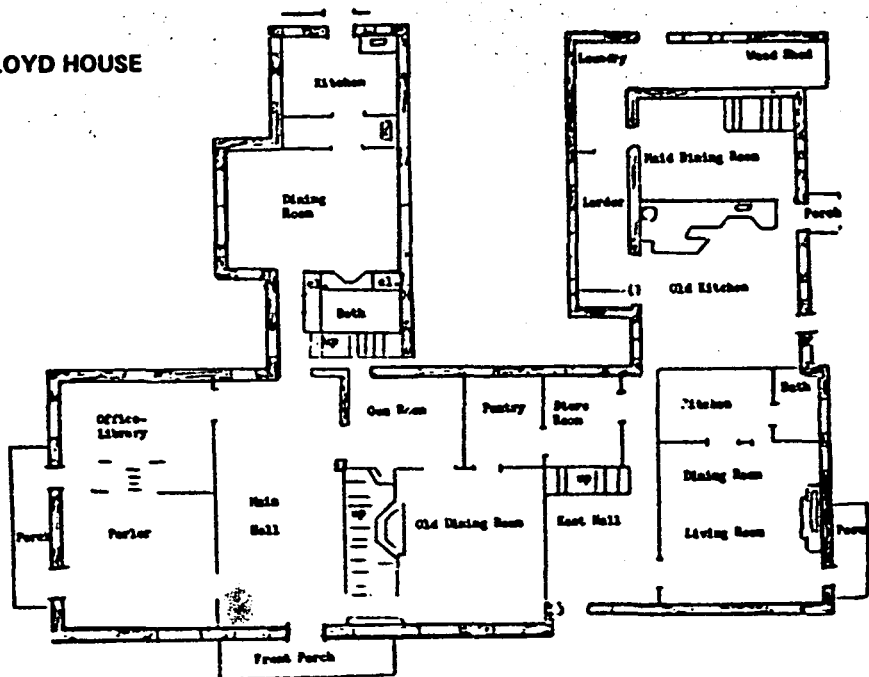 LOYD HOUSE
Kitchen
Laundry
Wood Shed
Maid Dining Room
Dining
Room
Larder
Porch
cl.
cl.
Bath
up
Old Kitchen
Office-
Library
Gun Room
Pantry
Store
Room
Kitchen
Bath
Main
Hall
up
Old Dining Room
up
East Hall
Dining Room
Living Room
Porch
Parlor
Porch
Front Porch